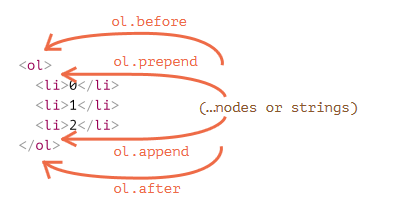 ol.before
<ol>
ol.prepend
<li>0</li>
<li>1</li>
(…nodes or strings)
<li>2</li>
</ol>
ol.append
ol.after